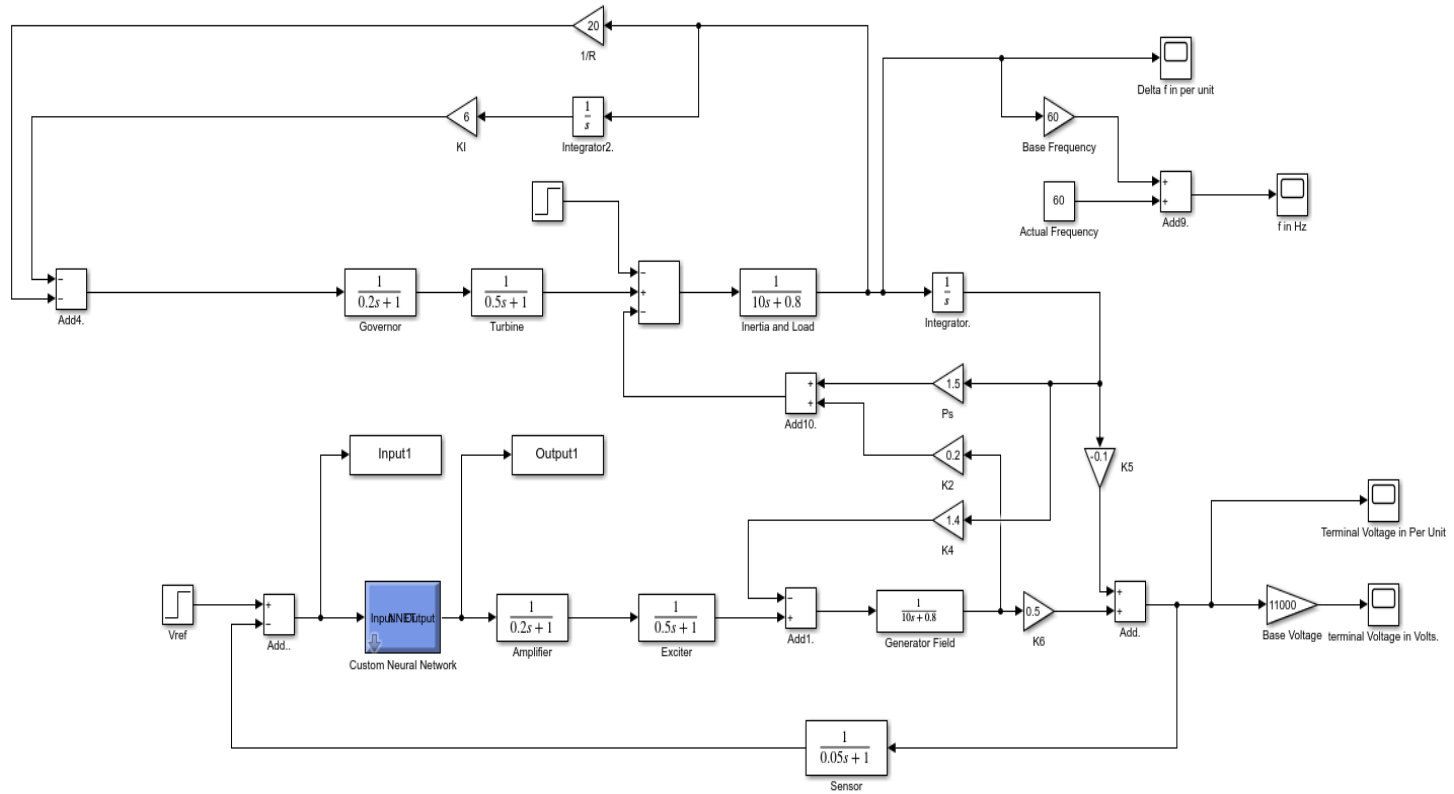 20
1/R
6
KI
1
s
Integrator2.
Delta f in per unit
60
Base Frequency
60
Actual Frequency
+
+
Add9.
f in Hz
−
−
Add4.
1
0.2s + 1
Governor
1
0.5s + 1
Turbine
−
+
−
1
10s + 0.8
Inertia and Load
1
s
Integrator.
+
+
Add10.
1.5
Ps
0.2
K2
1.4
K4
-0.1
K5
Input1
Output1
Terminal Voltage in Per Unit
Vref
+
−
Add..
Input NNET Output
Custom Neural Network
1
0.2s + 1
Amplifier
1
0.5s + 1
Exciter
−
+
Add1.
1
10s + 0.8
Generator Field
0.5
K6
+
+
Add.
11000
Base Voltage
terminal Voltage in Volts.
1
0.05s + 1
Sensor